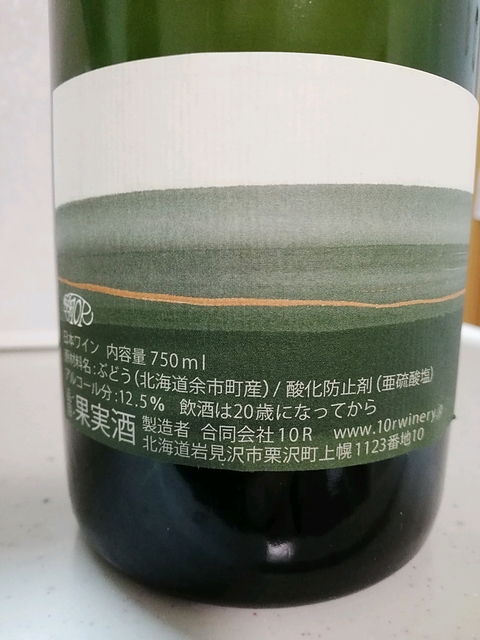 10R
日本ワイン 内容量 750ml
原材料名:ぶどう(北海道余市町産)/酸化防止剤(亜硫酸塩)
アルコール分:12.5% 飲酒は20歳になってから
果実酒 製造者 合同会社10R www.10rwinery.jp
北海道岩見沢市栗沢町上幌1123番地10